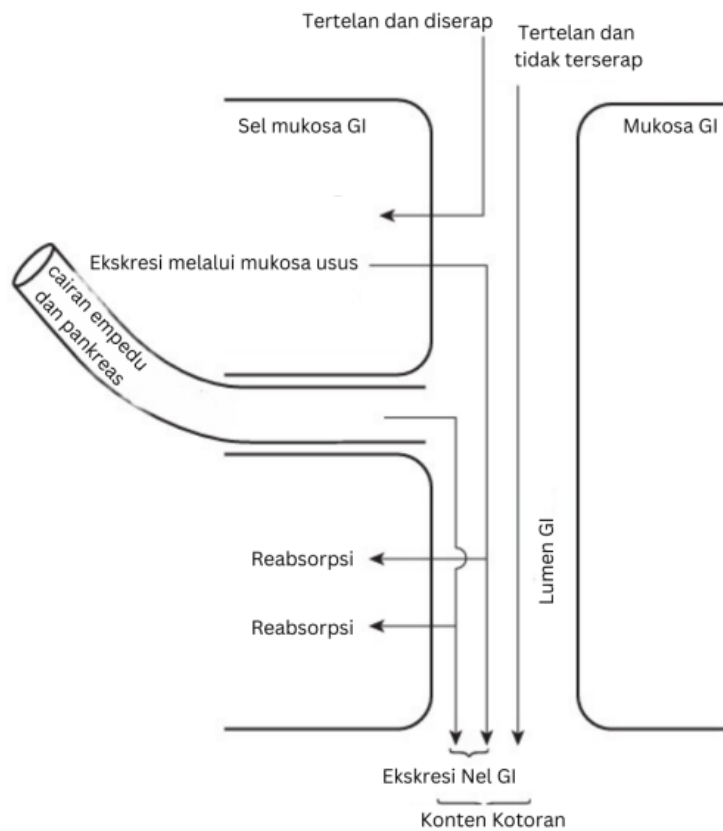 Tertelan dan diserap
Tertelan dan
tidak terserap
Sel mukosa GI
Mukosa GI
Ekskresi melalui mukosa usus
cairan empedu
dan pankreas
Reabsorpsi
Reabsorpsi
Lumen GI
Ekskresi Nel GI
Konten Kotoran